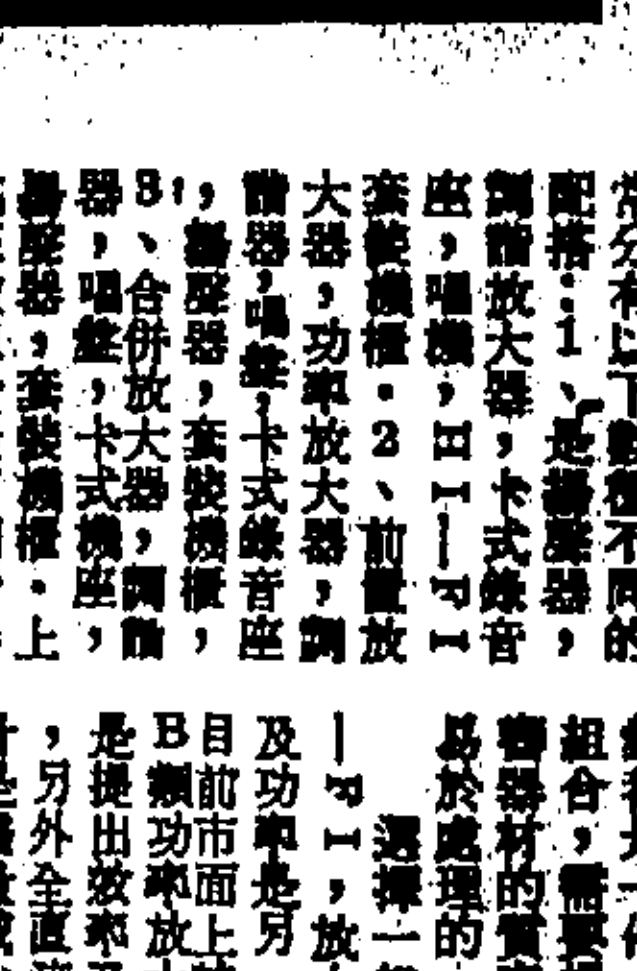 常分有以下數種不同的
配搭：1、是揚聲器，
調諧放大器，卡式錄音
座，唱機，HI—FI
套裝機櫃。2、前置放
大器，功率放大器，調
諧器，唱盤，卡式錄音座
，揚聲器，套裝機櫃，
3、合併放大器，調諧
器，唱盤，卡式機座，
揚聲器，套裝機櫃。上
組合，需要
響器材的質
易於處理的
選擇一
—FI，放
及功率是另
目前市面上
B類功率放
是提出效率
，另外全直